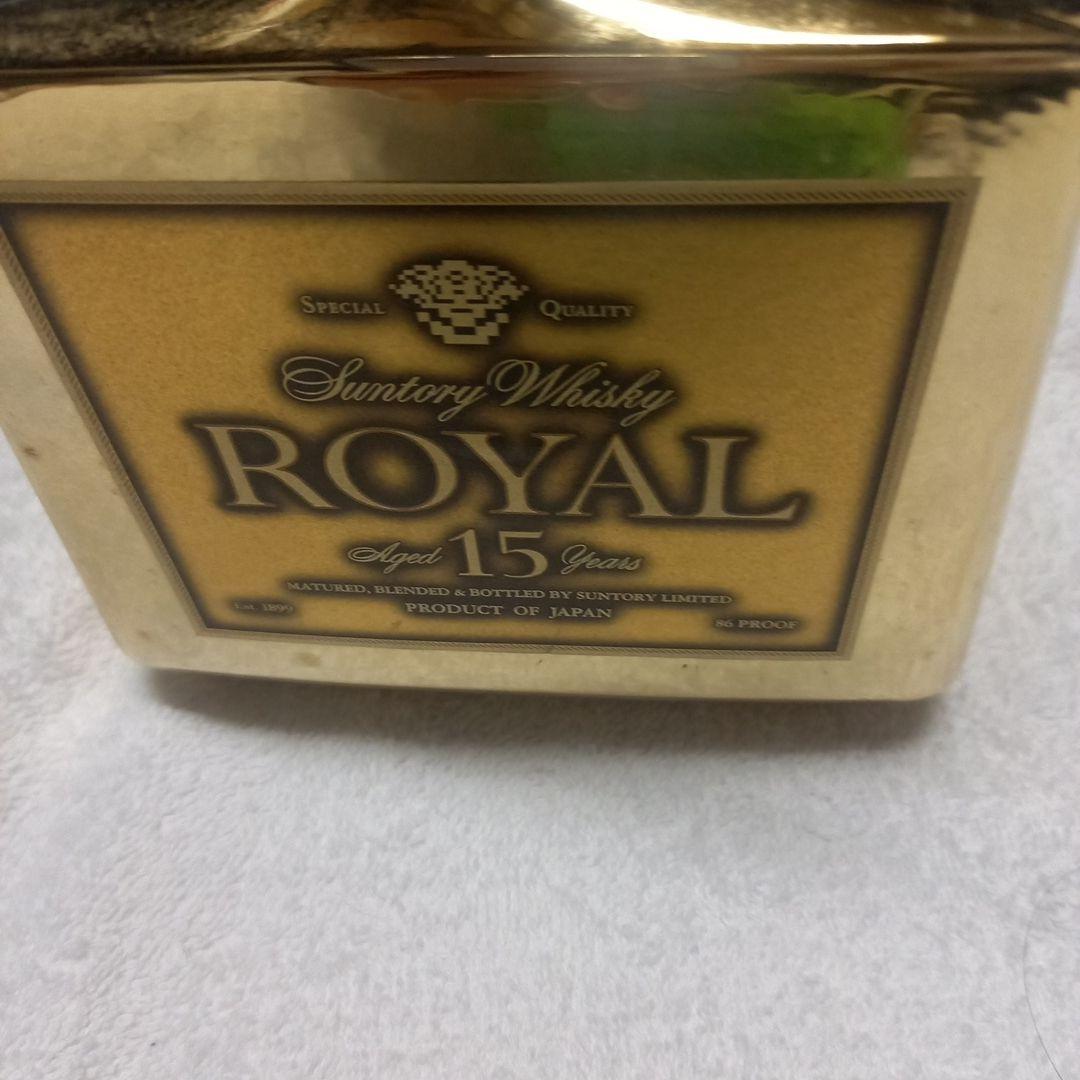 SPECIAL QUALITY
Suntory Whisky
ROYAL
Aged 15 Years
MATURED, BLENDED & BOTTLED BY SUNTORY LIMITED
PRODUCT OF JAPAN
Est. 1899
86 PROOF